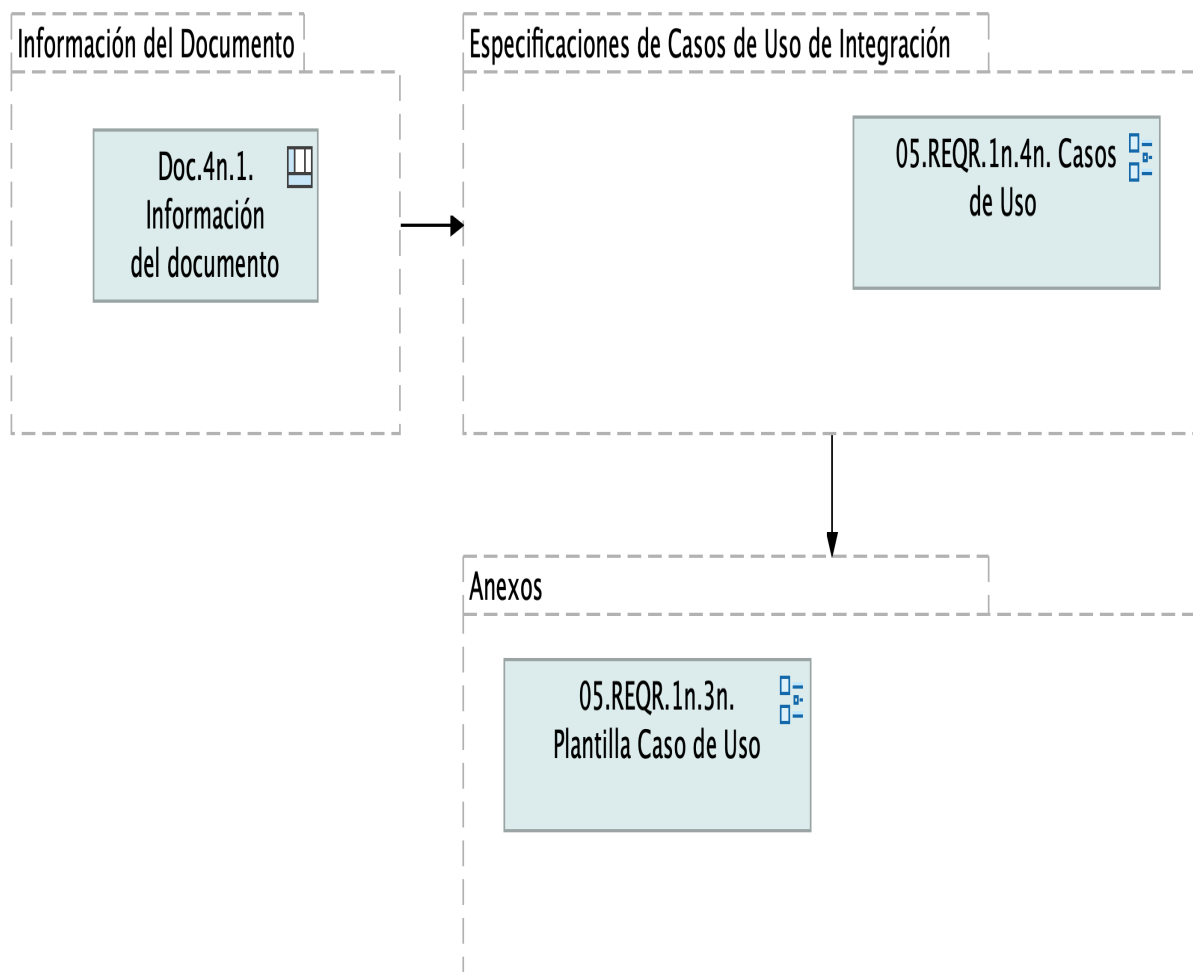 Información del Documento
Especificaciones de Casos de Uso de Integración
Doc.4n.1.
Información
del documento
05.REQR.1n.4n. Casos
de Uso
Anexos
05.REQR.1n.3n.
Plantilla Caso de Uso